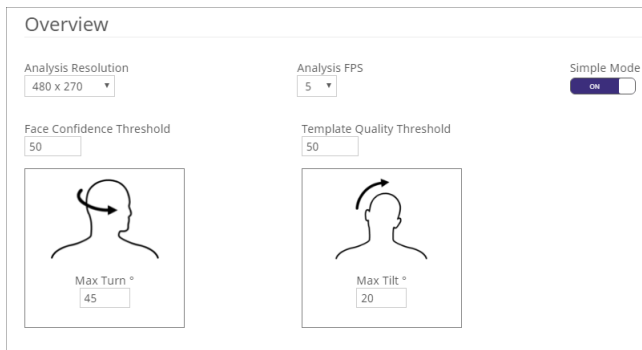 Overview
Analysis Resolution
480 x 270
Analysis FPS
5
Simple Mode
ON
Face Confidence Threshold
50
Template Quality Threshold
50
Max Turn °
45
Max Tilt °
20